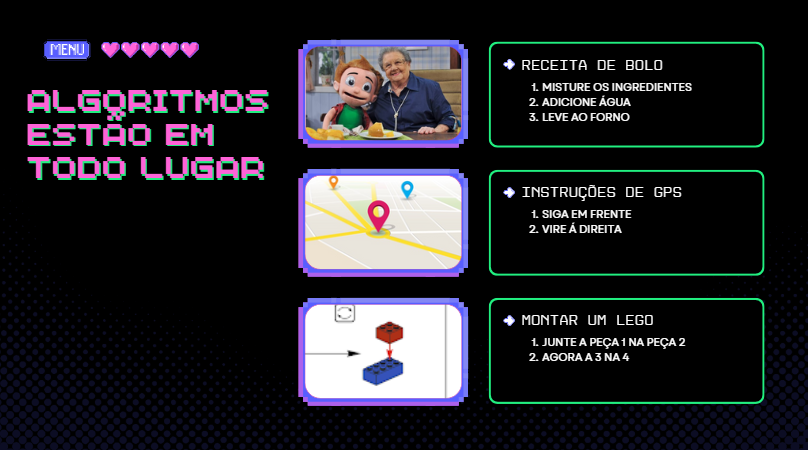 MENU
ALGORITMOS
ESTÃO EM
TODO LUGAR
RECEITA DE BOLO
1. MISTURE OS INGREDIENTES
2. ADICIONE ÁGUA
3. LEVE AO FORNO
INSTRUÇÕES DE GPS
1. SIGA EM FRENTE
2. VIRE Á DIREITA
MONTAR UM LEGO
1. JUNTE A PEÇA 1 NA PEÇA 2
2. AGORA A 3 NA 4